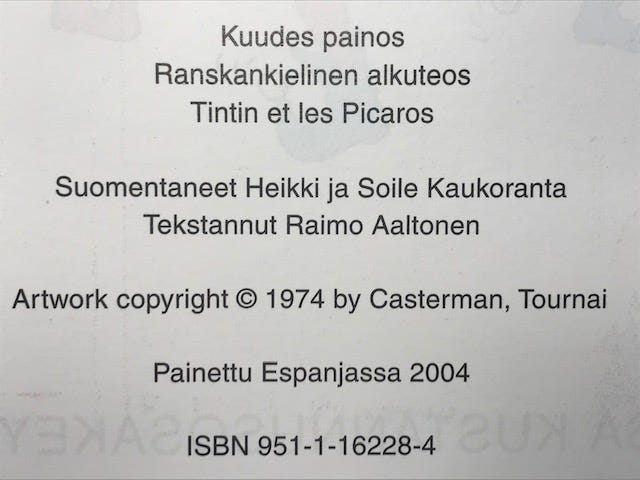 Kuudes painos
Ranskankielinen alkuteos
Tintin et les Picaros
Suomentaneet Heikki ja Soile Kaukoranta
Tekstannut Raimo Aaltonen
Artwork copyright © 1974 by Casterman, Tournai
Painettu Espanjassa 2004
ISBN 951-1-16228-4